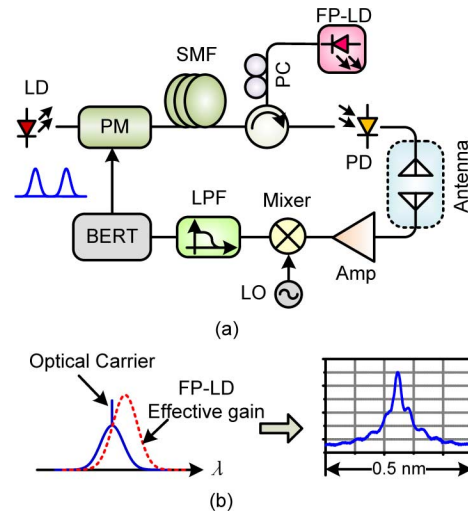 FP-LD
SMF
PC
LD
PM
PD
Antenna
LPF
Mixer
BERT
Amp
LO
(a)
Optical Carrier
FP-LD
Effective gain
λ
0.5 nm
(b)